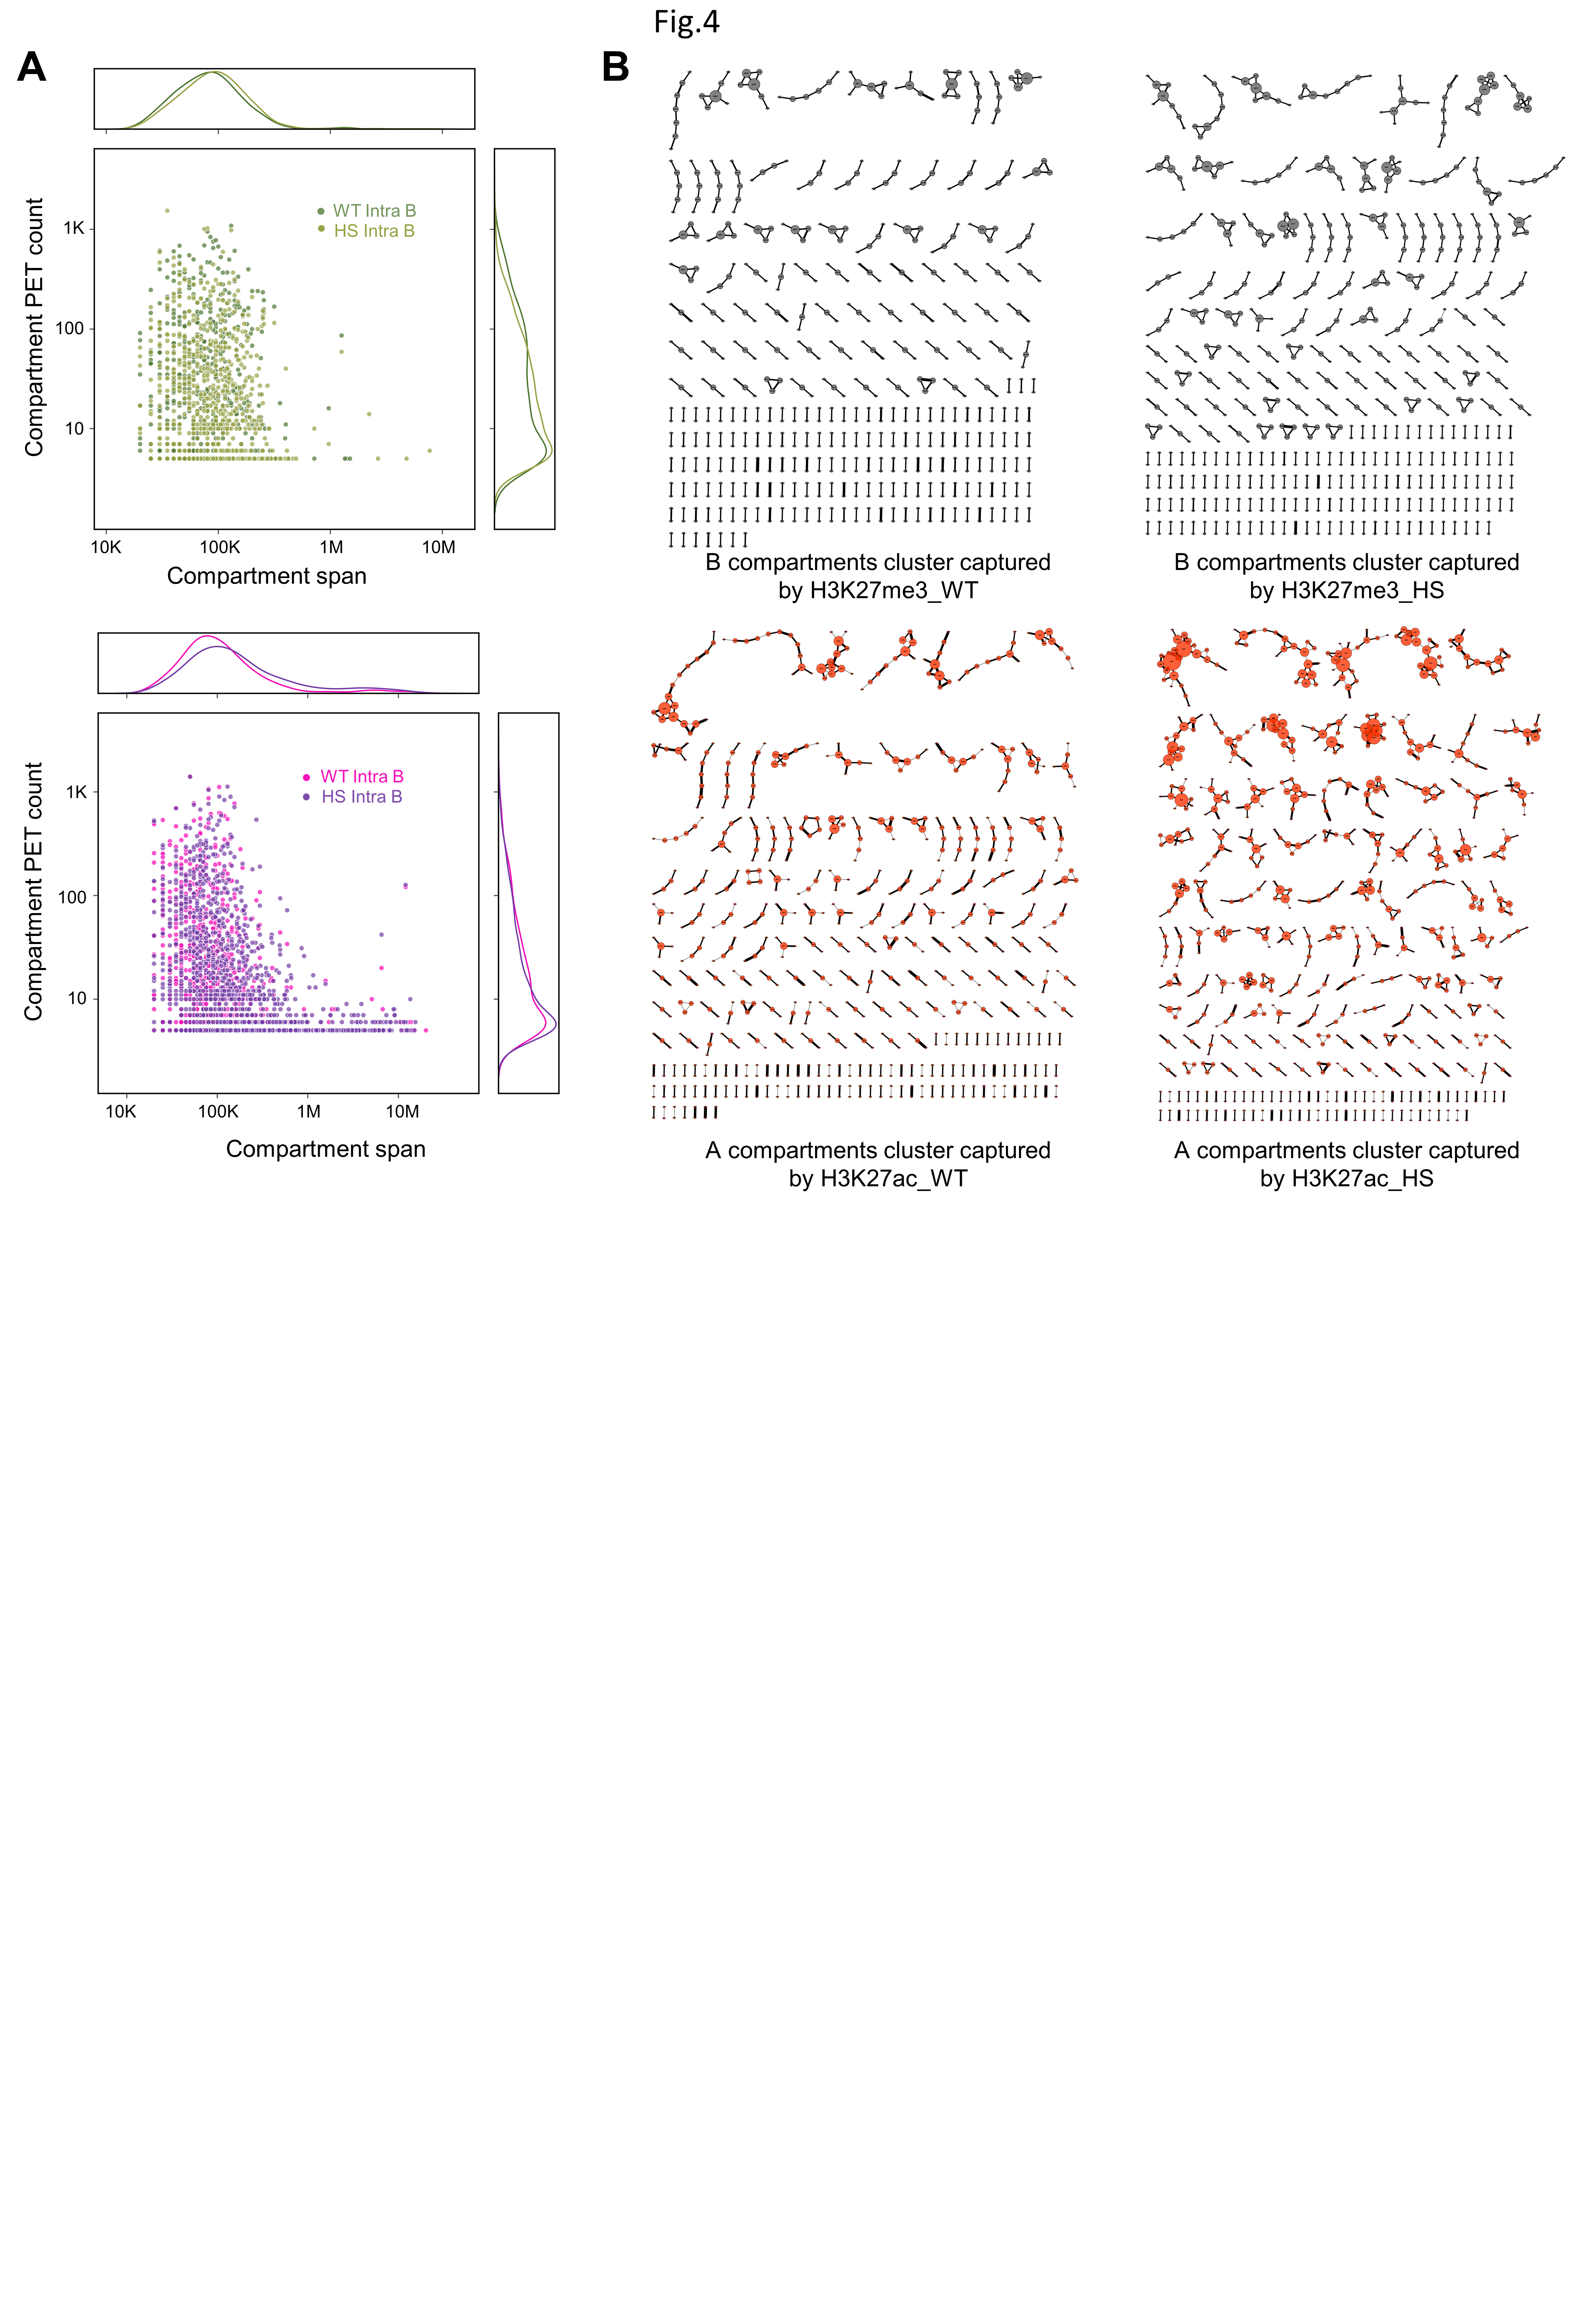 Fig.4
A
B
Compartment PET count
1K
100
10
WT Intra B
HS Intra B
10K
100K
1M
10M
Compartment span
B compartments cluster captured
by H3K27me3_WT
B compartments cluster captured
by H3K27me3_HS
Compartment PET count
1K
100
10
WT Intra B
HS Intra B
10K
100K
1M
10M
Compartment span
A compartments cluster captured
by H3K27ac_WT
A compartments cluster captured
by H3K27ac_HS